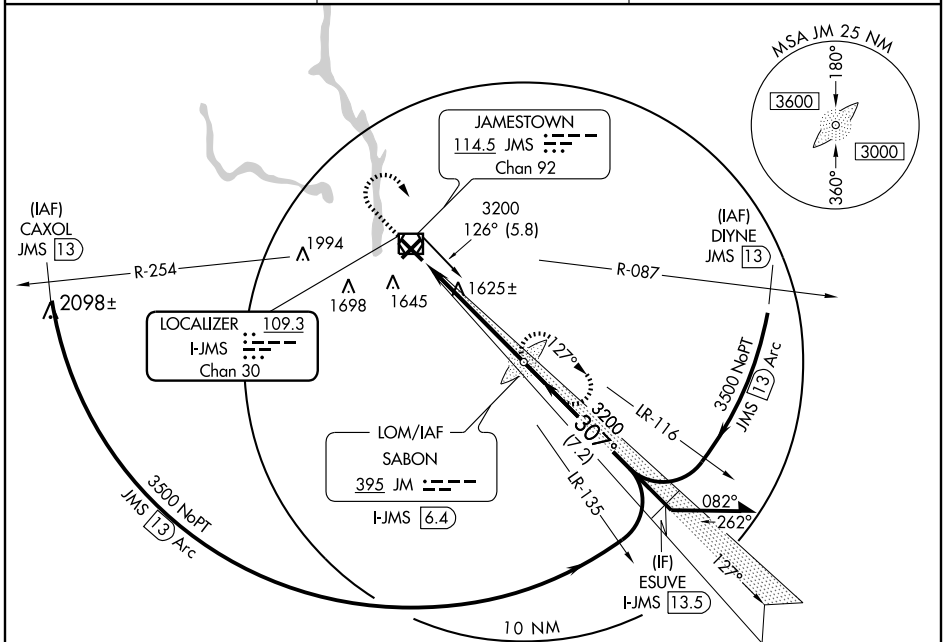 MSA JM 25 NM
180°
3600
3000
360°
JAMESTOWN
114.5 JMS
Chan 92
3200
126° (5.8)
(IAF)
CAXOL
JMS 13
(IAF)
DIYNE
JMS 13
1994
R-254
R-087
2098±
1698
1645
1625±
LOCALIZER 109.3
I-JMS
Chan 30
127°
3500 NoPT
JMS 13 Arc
LR-116
3200
307°
(7.2)
LOM/IAF
SABON
395 JM
I-JMS 6.4
LR-135
3500 NoPT
JMS 13 Arc
082°
262°
127°
(IF)
ESUVE
I-JMS 13.5
10 NM